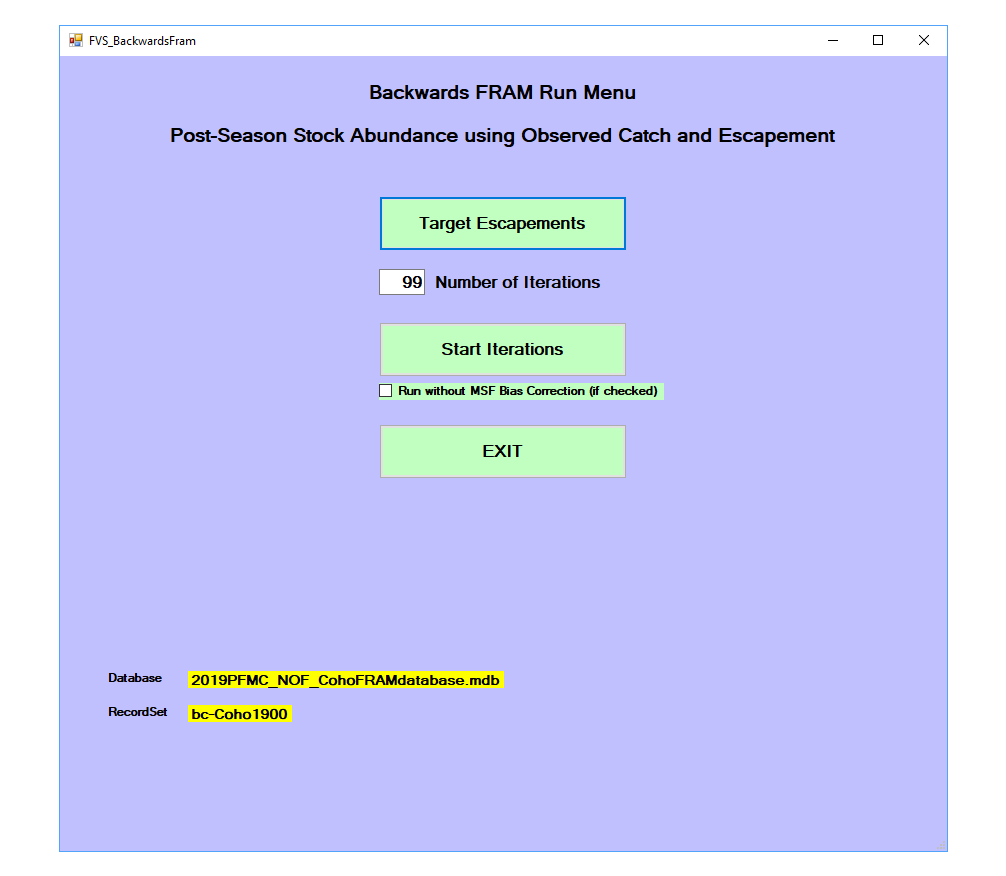 FVS_BackwardsFram
Backwards FRAM Run Menu
Post-Season Stock Abundance using Observed Catch and Escapement
Target Escapements
99 Number of Iterations
Start Iterations
Run without MSF Bias Correction (if checked)
EXIT
Database 2019PFMC_NOF_CohoFRAMdatabase.mdb
RecordSet bc-Coho1900